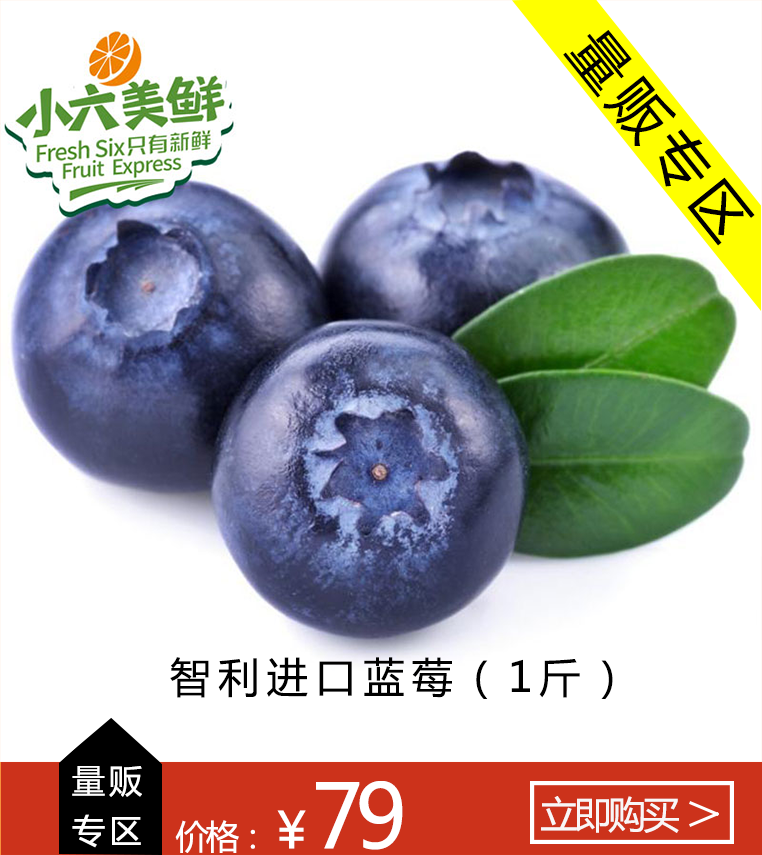 小六美鲜
Fresh Six只有新鲜
Fruit Express
量贩专区
智利进口蓝莓（1斤）
量贩
专区
价格：￥79
立即购买 >